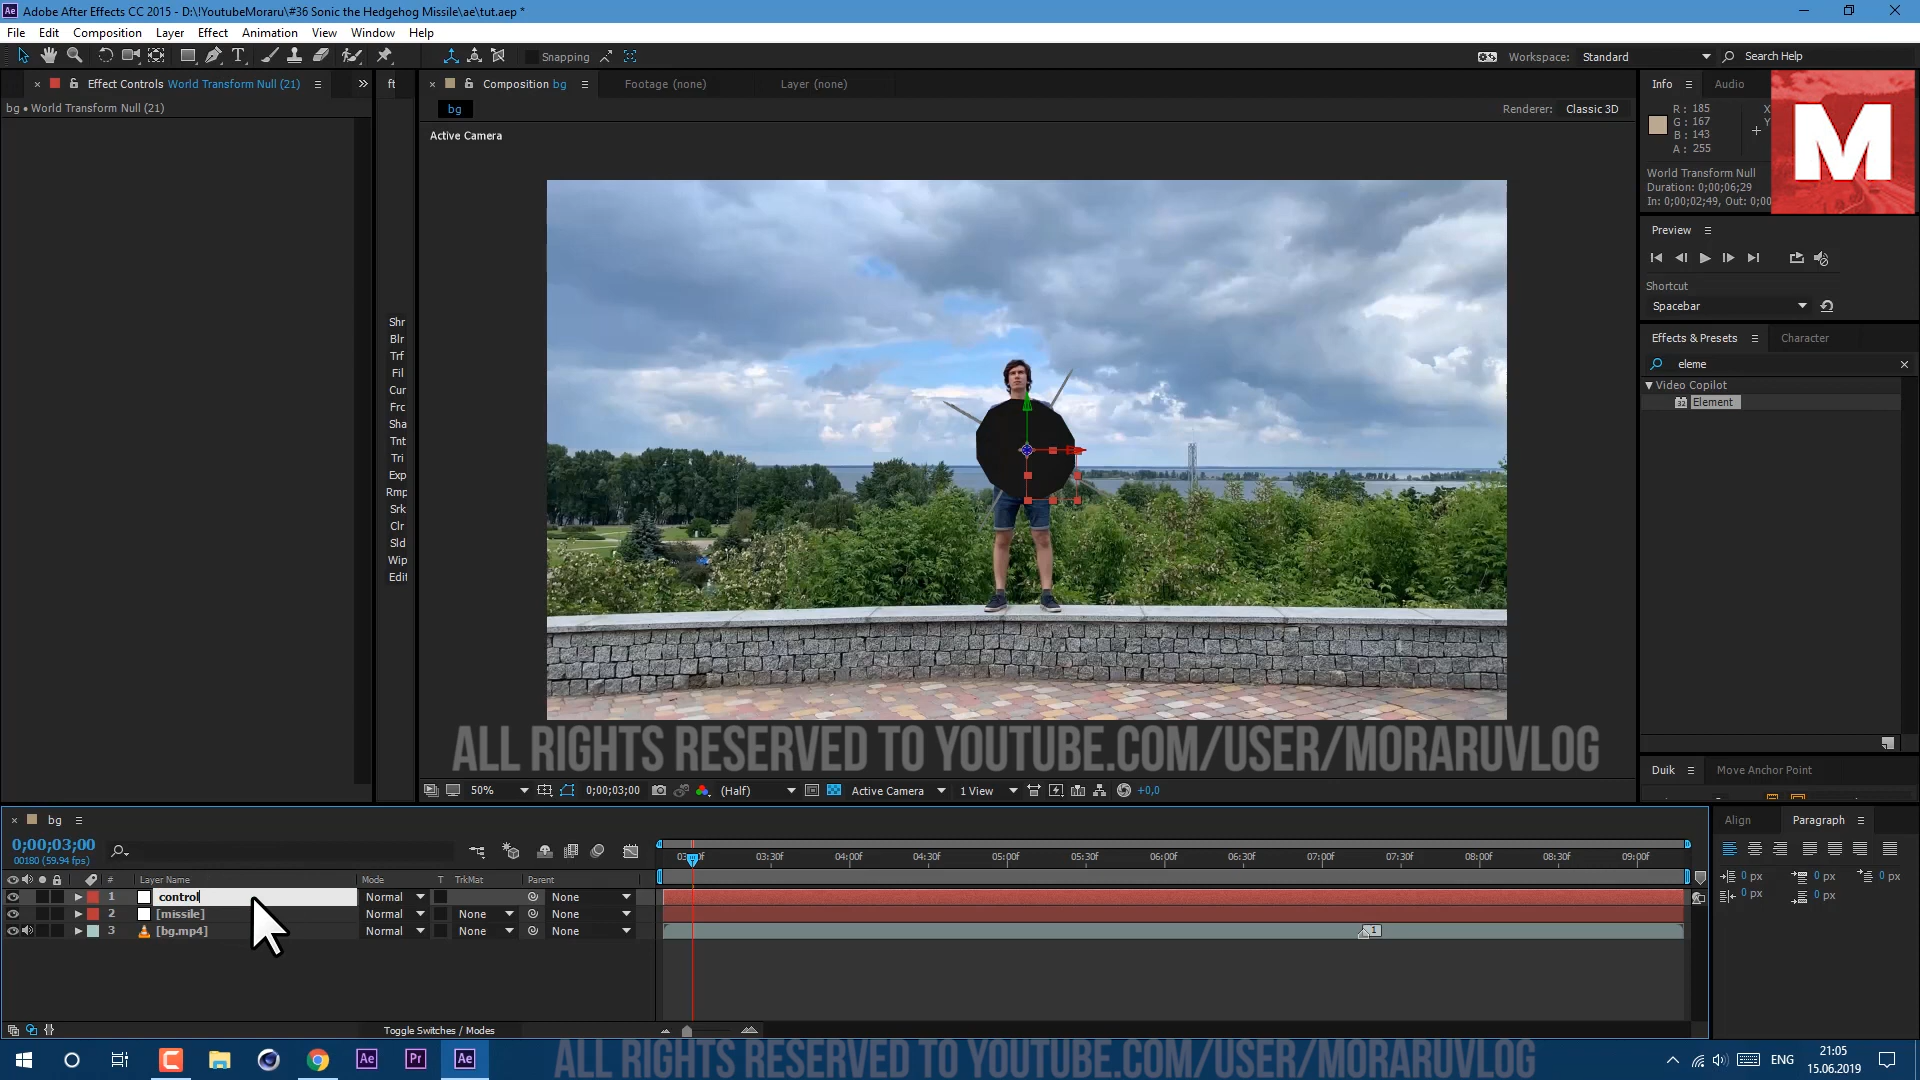 Adobe After Effects CC 2015 - D:\!YoutubeMoraru\#36 Sonic the Hedgehog Missile\ae\tut.aep *
File Edit Composition Layer Effect Animation View Window Help
Snapping
Workspace: Standard
Search Help
Effect Controls World Transform Null (21)
bg • World Transform Null (21)
Composition bg
Footage (none)
Layer (none)
bg
Renderer: Classic 3D
Active Camera
Info
Audio
R : 185
G : 167
B : 143
A : 255
X
Y
M
World Transform Null
Duration: 0;00;06;29
In: 0;00;02;49, Out: 0;00
Preview
Shortcut
Spacebar
Effects & Presets
Character
eleme
Video Copilot
Element
Shr
Blr
Trf
Fil
Cur
Frc
Sha
Tnt
Tri
Exp
Rmp
Srk
Clr
Sld
Wip
Edit
ALL RIGHTS RESERVED TO YOUTUBE.COM/USER/MORARUVLOG
50%
0;00;03;00
(Half)
Active Camera
1 View
+0,0
Duik
Move Anchor Point
bg
0;00;03;00
00180 (59.94 fps)
# Layer Name Mode T TrkMat Parent
1 control Normal None
2 [missile] Normal None None
3 [bg.mp4] Normal None None
03:30f 04:00f 04:30f 05:00f 05:30f 06:00f 06:30f 07:00f 07:30f 08:00f 08:30f 09:00f
1
Toggle Switches / Modes
Align
Paragraph
0 px 0 px 0 px
0 px 0 px
ALL RIGHTS RESERVED TO YOUTUBE.COM/USER/MORARUVLOG
ENG
21:05
15.06.2019